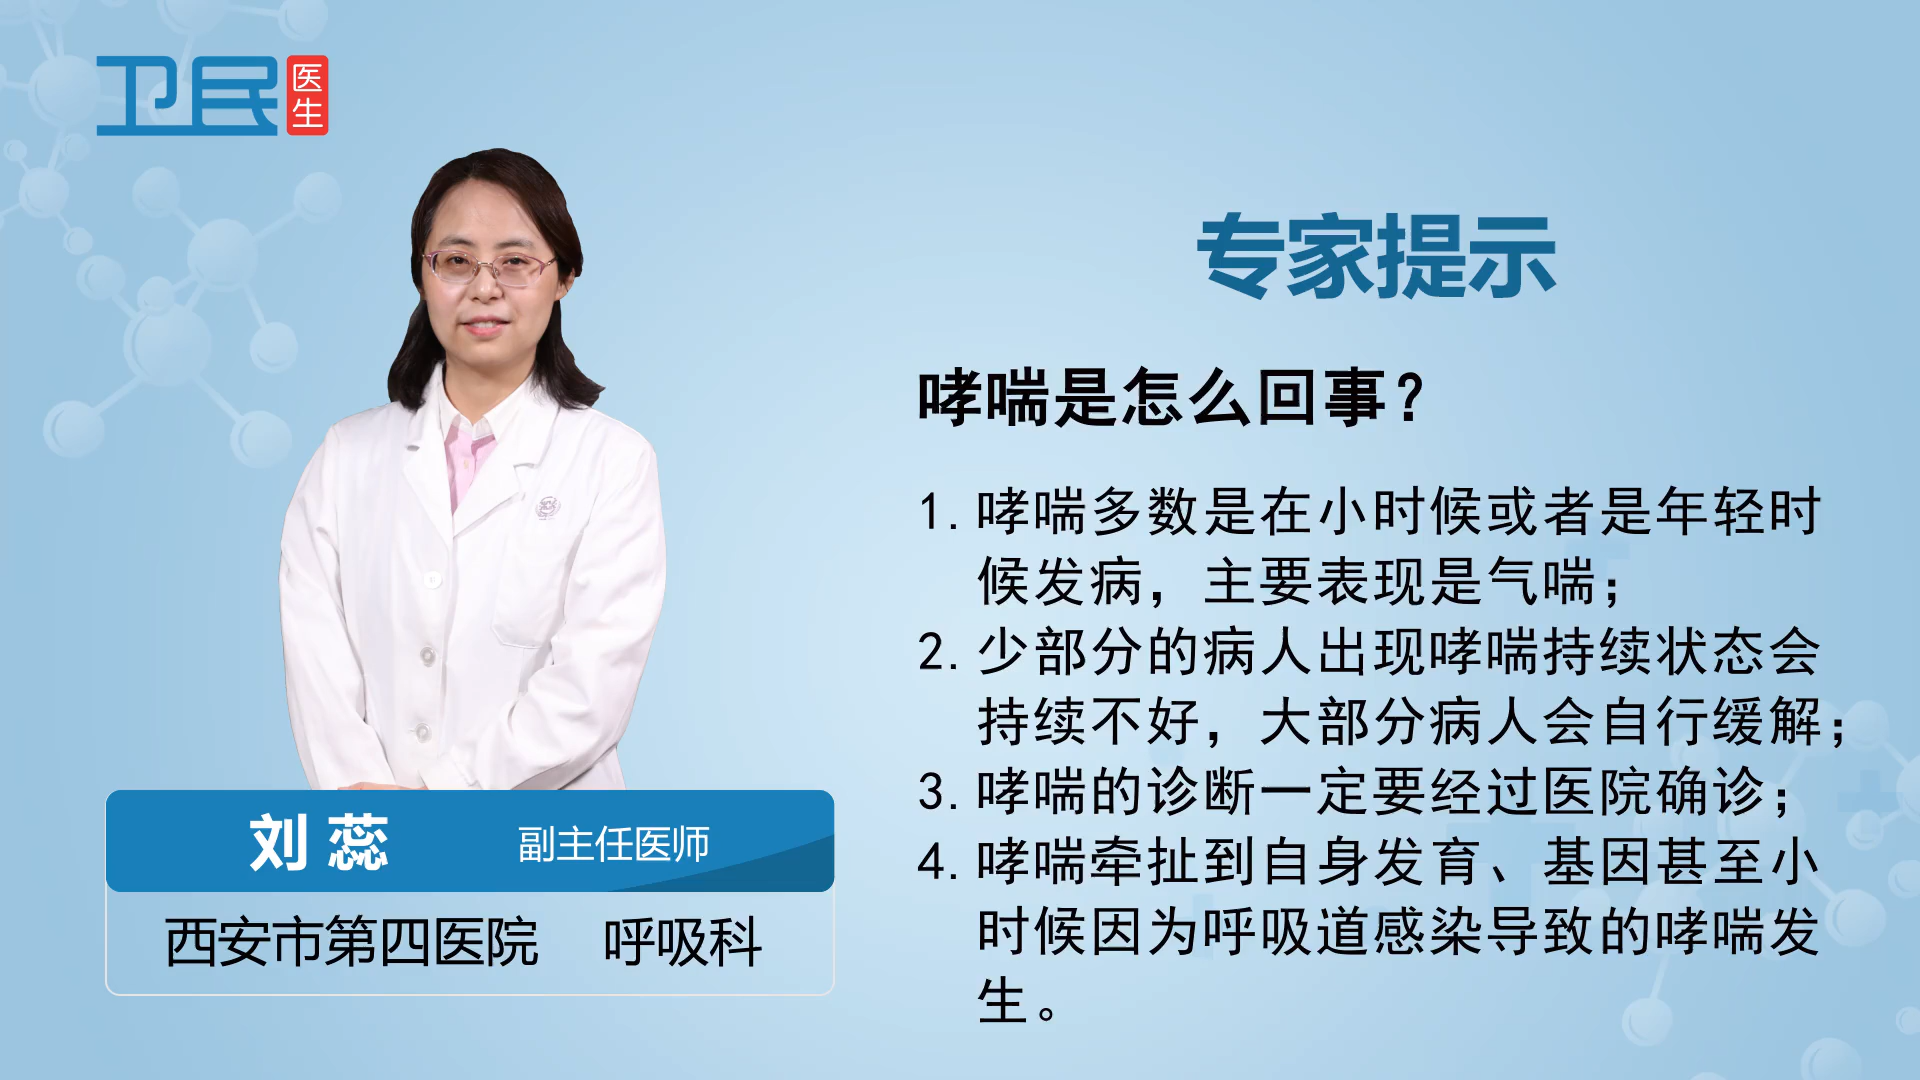 卫民医生
专家提示
哮喘是怎么回事？
1.哮喘多数是在小时候或者是年轻时
候发病，主要表现是气喘；
2.少部分的病人出现哮喘持续状态会
持续不好，大部分病人会自行缓解；
3.哮喘的诊断一定要经过医院确诊；
4.哮喘牵扯到自身发育、基因甚至小
时候因为呼吸道感染导致的哮喘发
生。
刘蕊 副主任医师
西安市第四医院 呼吸科